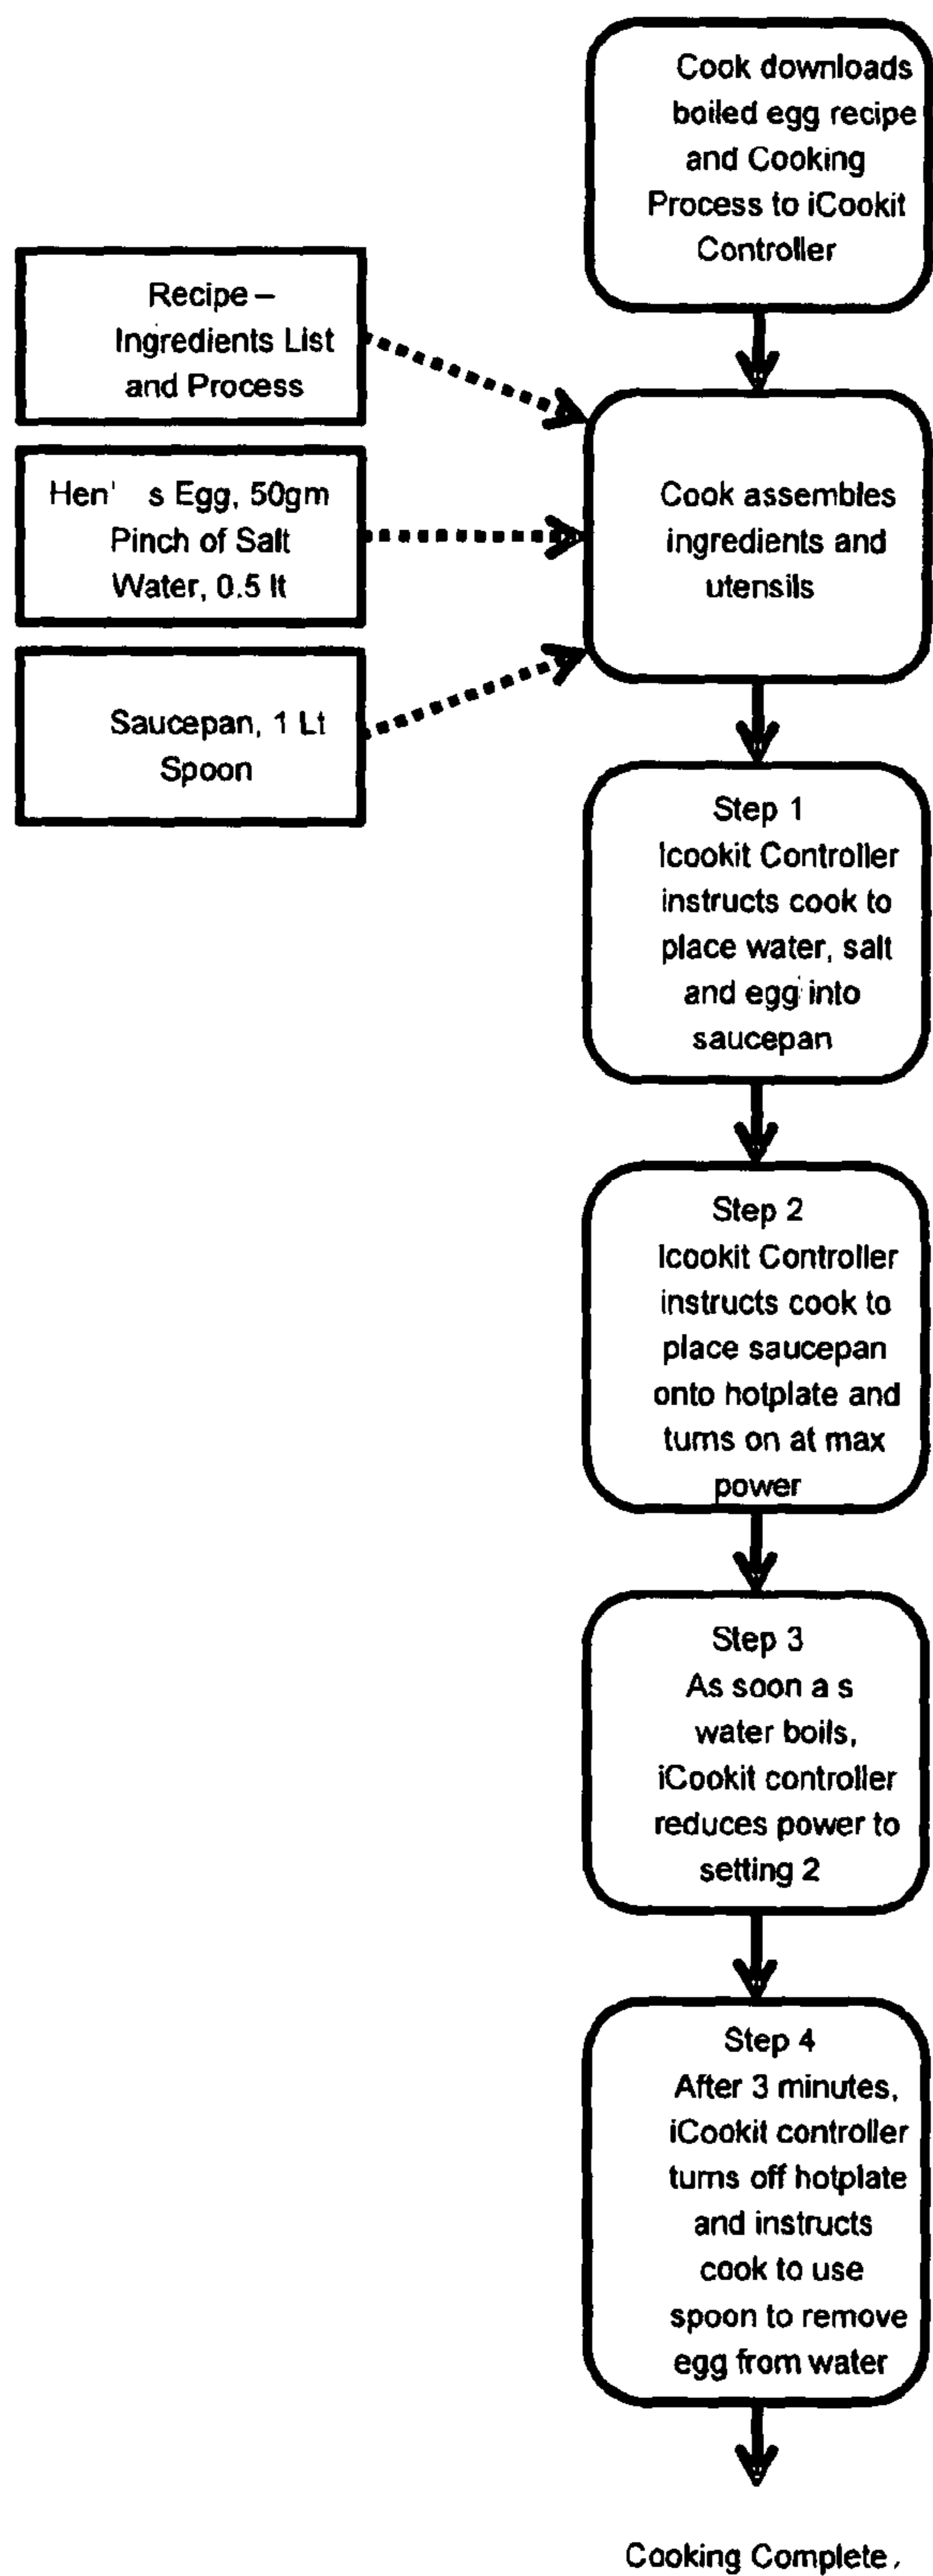 Cook downloads
boiled egg recipe
and Cooking
Process to iCookit
Controller
Recipe –
Ingredients List
and Process
Hen' s Egg, 50gm
Pinch of Salt
Water, 0.5 lt
Saucepan, 1 Lt
Spoon
Cook assembles
ingredients and
utensils
Step 1
Icookit Controller
instructs cook to
place water, salt
and egg into
saucepan
Step 2
Icookit Controller
instructs cook to
place saucepan
onto hotplate and
turns on at max
power
Step 3
As soon a s
water boils,
iCookit controller
reduces power to
setting 2
Step 4
After 3 minutes,
iCookit controller
turns off hotplate
and instructs
cook to use
spoon to remove
egg from water
Cooking Complete,